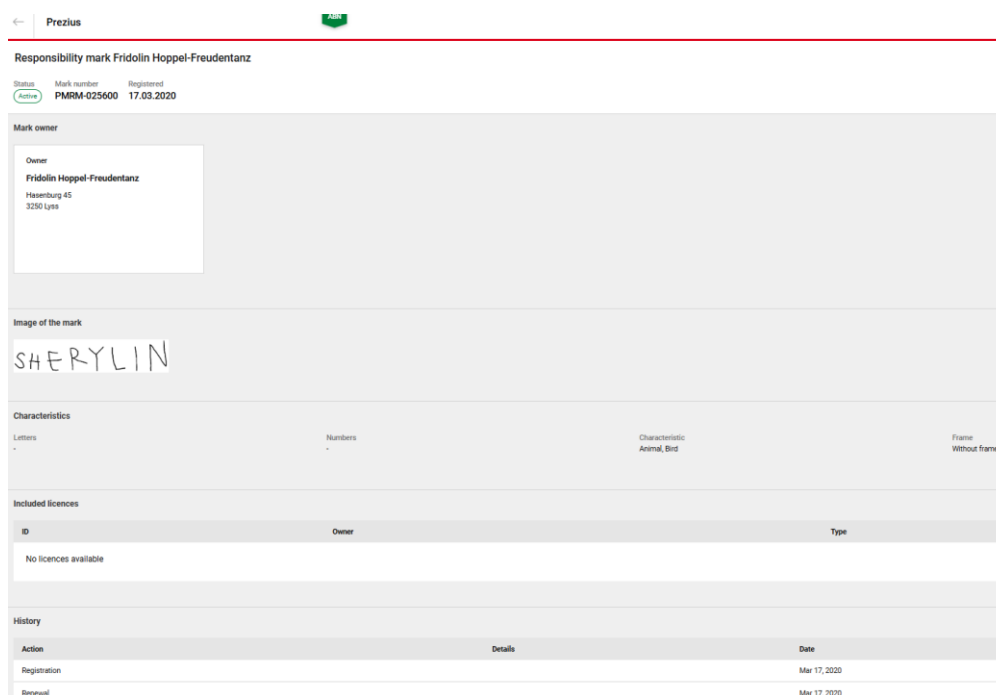 ← Prezius
ABN
Responsibility mark Fridolin Hoppel-Freudentanz
Status Mark number Registered
Active PMRM-025600 17.03.2020
Mark owner
Owner
Fridolin Hoppel-Freudentanz
Hasenburg 45
3250 Lyss
Image of the mark
SHERYLIN
Characteristics
Letters Numbers Characteristic Frame
- - Animal, Bird Without frame
Included licences
ID Owner Type
No licences available
History
Action Details Date
Registration Mar 17, 2020
Renewal Mar 17, 2020